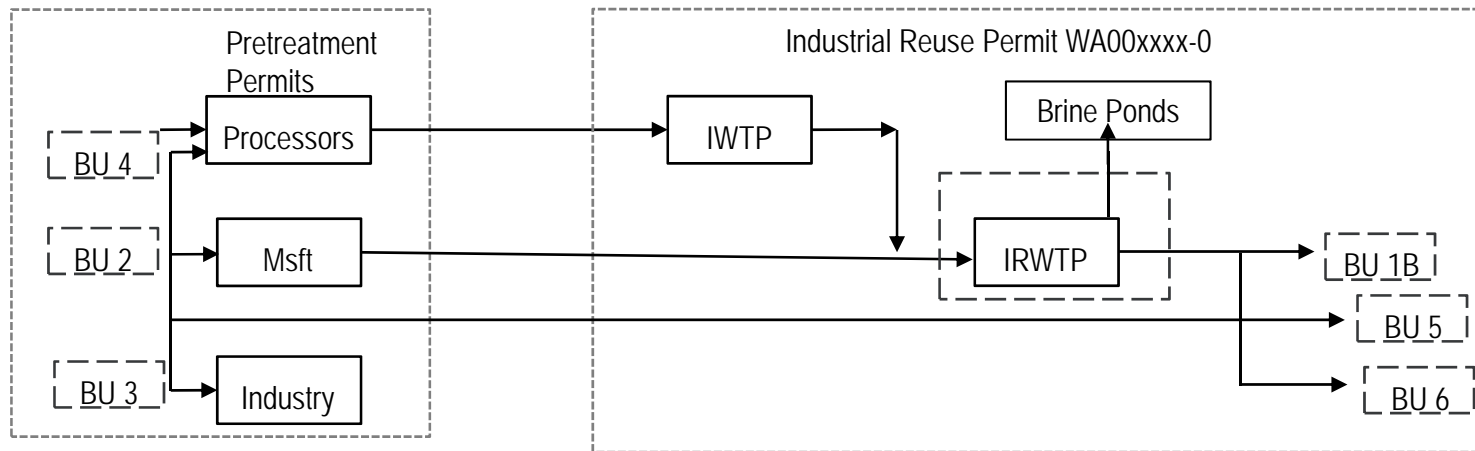 Pretreatment
Permits
Industrial Reuse Permit WA00xxxx-0
Brine Ponds
Processors
IWTP
BU 4
BU 2
Msft
IRWTP
BU 1B
BU 5
BU 3
Industry
BU 6